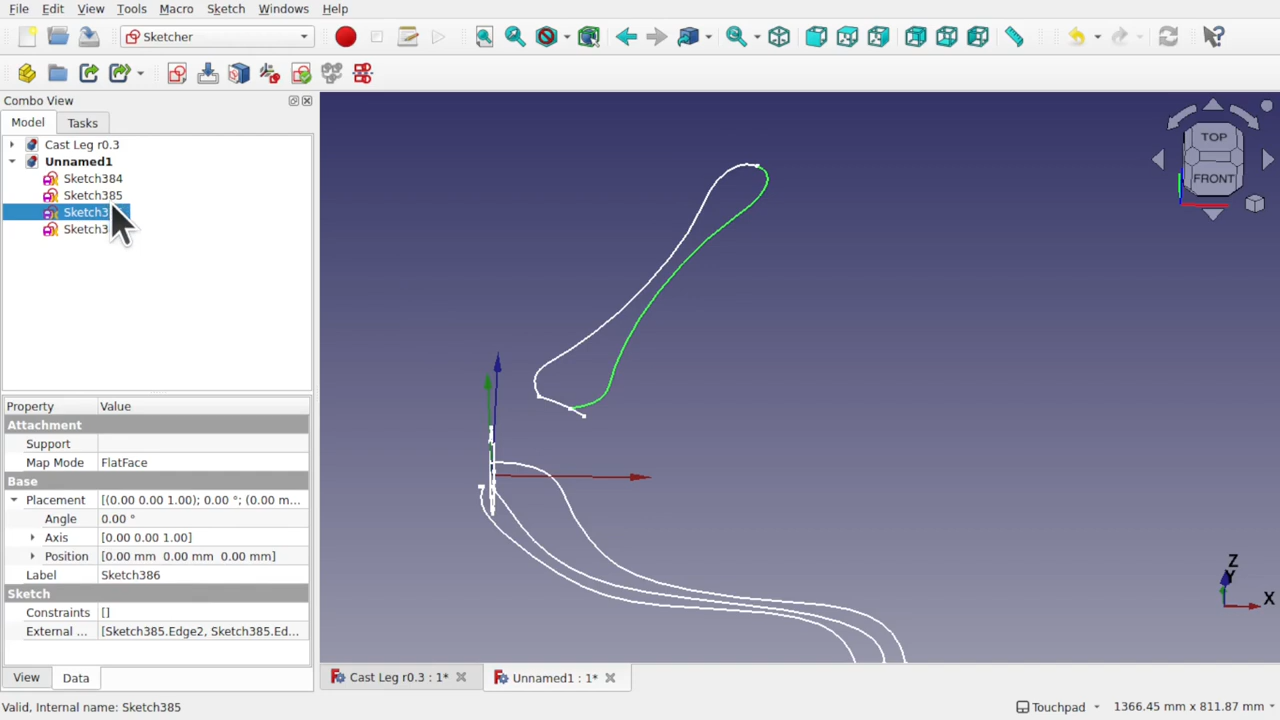 File Edit View Tools Macro Sketch Windows Help
Sketcher
Combo View
Model Tasks
Cast Leg r0.3
Unnamed1
Sketch384
Sketch385
Sketch3
Sketch3
Property Value
Attachment
Support
Map Mode FlatFace
Base
Placement [(0.00 0.00 1.00); 0.00 °; (0.00 m...
Angle 0.00 °
Axis [0.00 0.00 1.00]
Position [0.00 mm 0.00 mm 0.00 mm]
Label Sketch386
Sketch
Constraints []
External ... [Sketch385.Edge2, Sketch385.Ed...
View Data
TOP
FRONT
Z
Y
X
Cast Leg r0.3 : 1*
Unnamed1 : 1*
Valid, Internal name: Sketch385
Touchpad 1366.45 mm x 811.87 mm